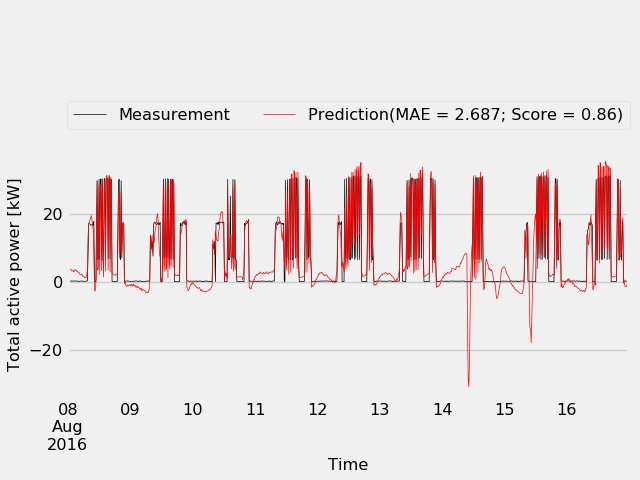 Measurement
Prediction(MAE = 2.687; Score = 0.86)
Total active power [kW]
20
0
−20
08 09 10 11 12 13 14 15 16
Aug
2016
Time